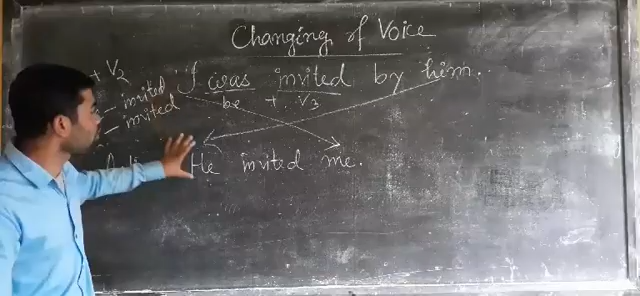 Changing of Voice
+ V2
I was invited by him.
be + V3
– invited
– invited
He invited me.